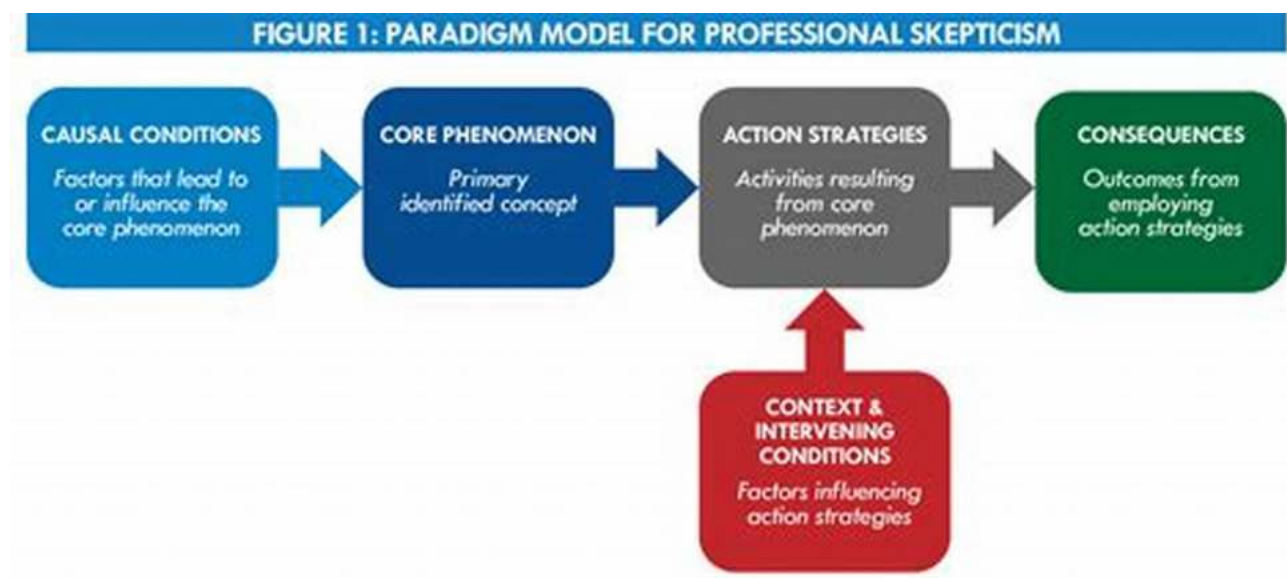 FIGURE 1: PARADIGM MODEL FOR PROFESSIONAL SKEPTICISM
CAUSAL CONDITIONS
Factors that lead to
or influence the
core phenomenon
CORE PHENOMENON
Primary
identified concept
ACTION STRATEGIES
Activities resulting
from core
phenomenon
CONSEQUENCES
Outcomes from
employing
action strategies
CONTEXT &
INTERVENING
CONDITIONS
Factors influencing
action strategies